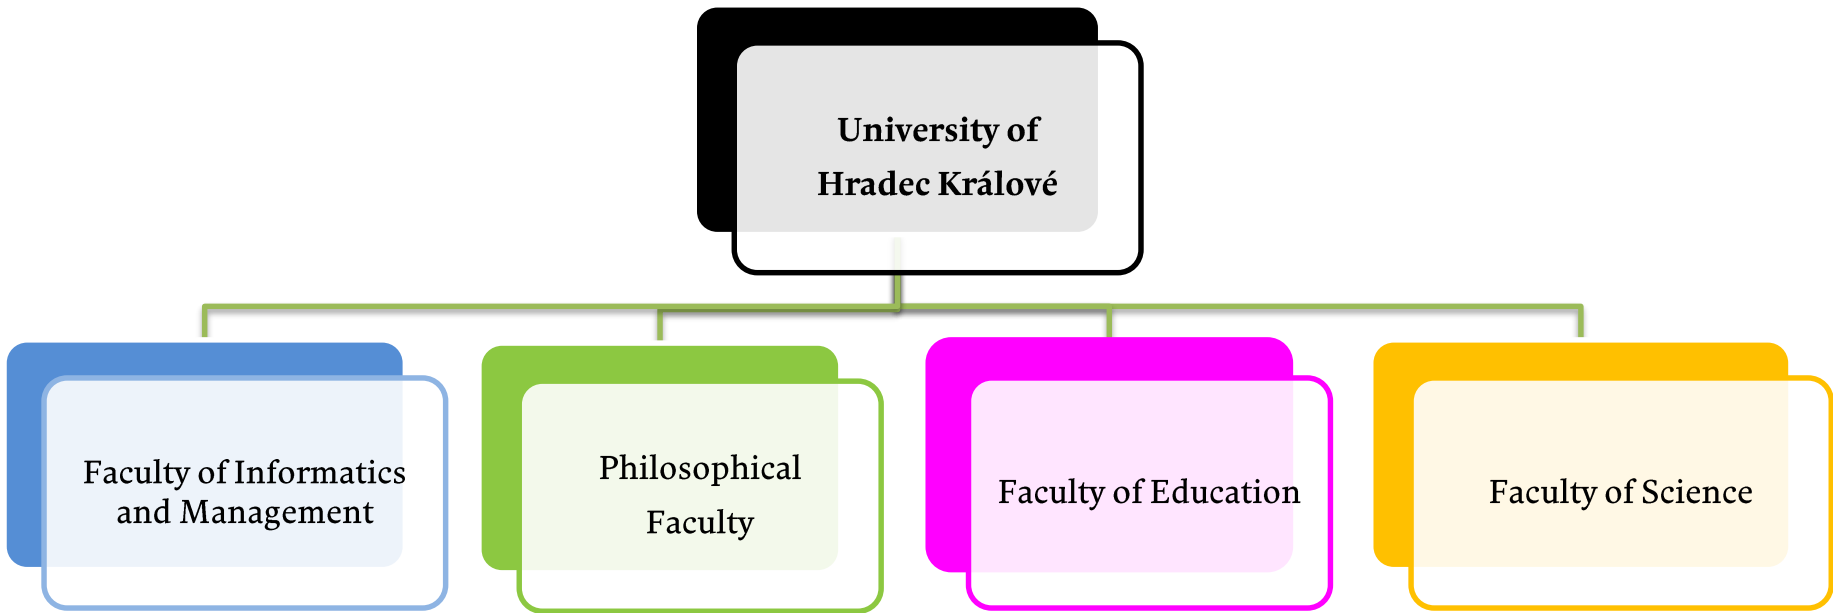 University of
Hradec Králové
Faculty of Informatics
and Management
Philosophical
Faculty
Faculty of Education
Faculty of Science